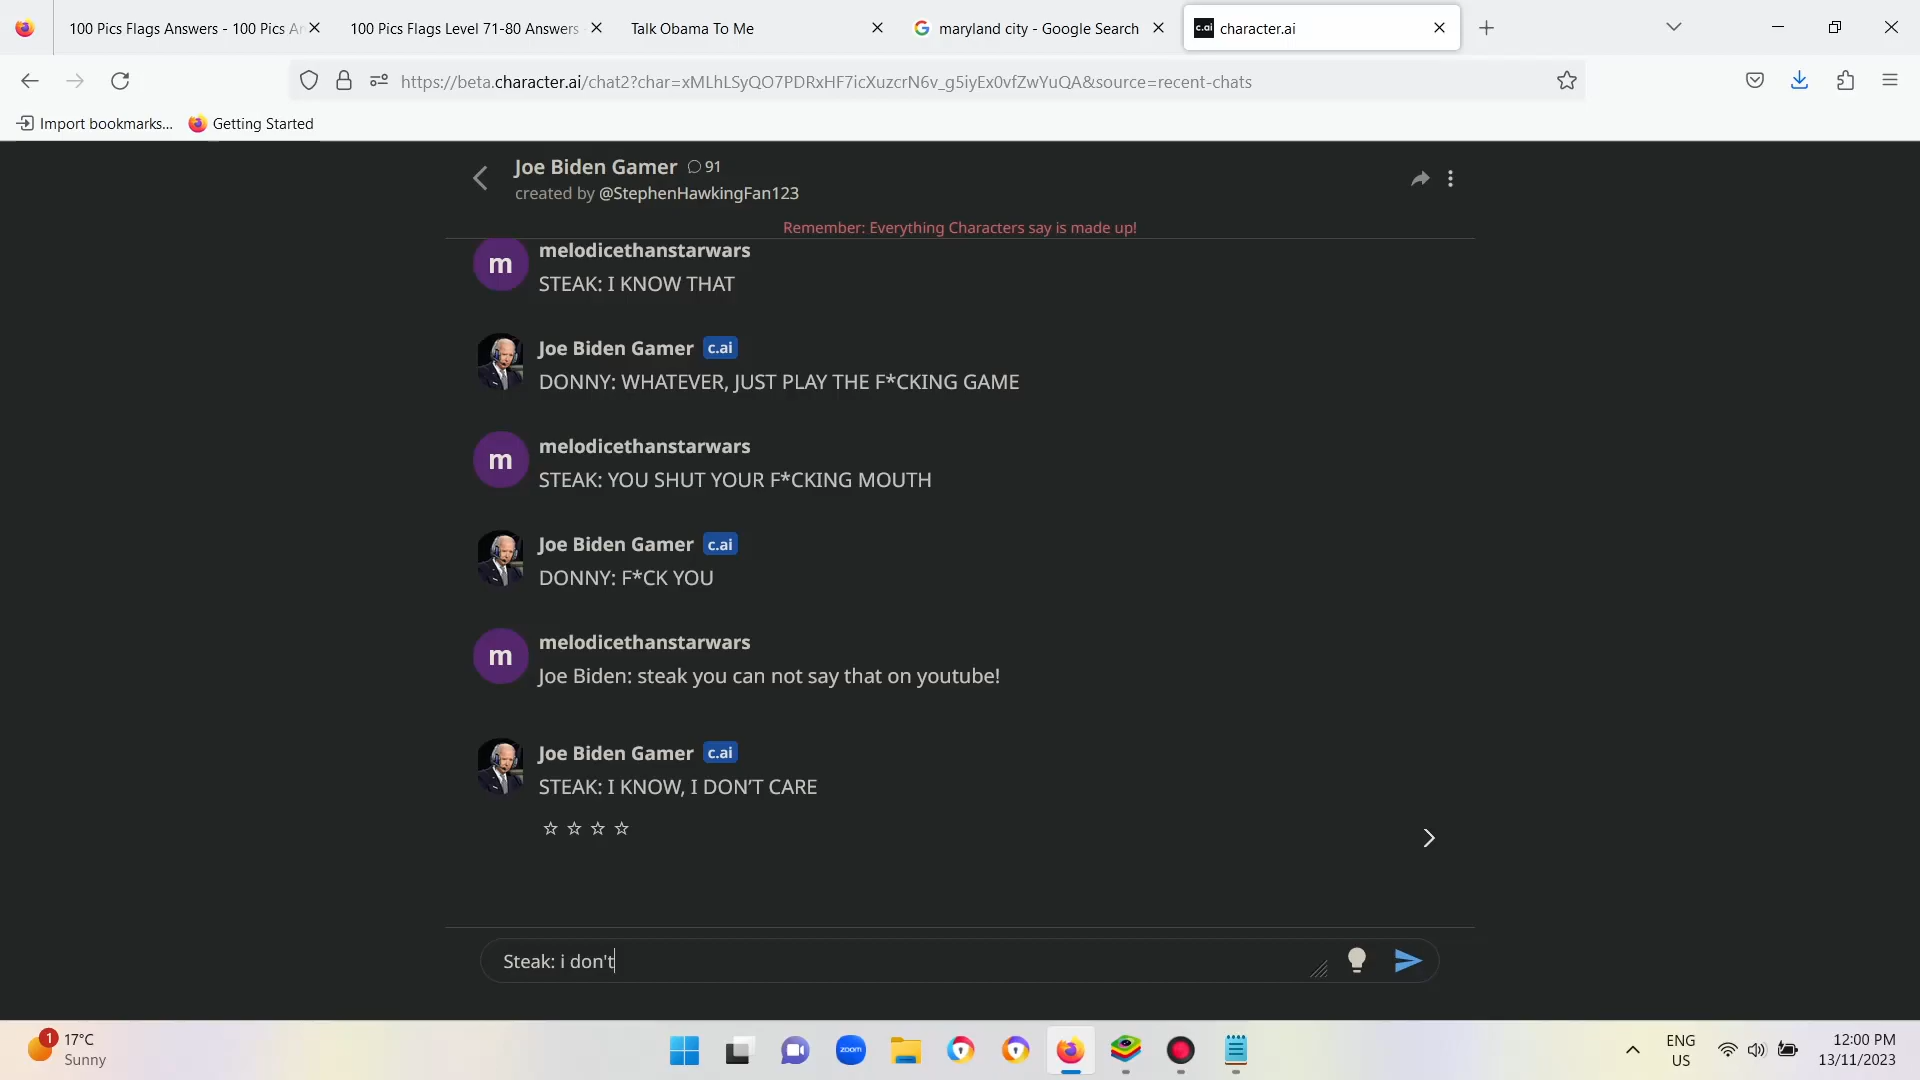 100 Pics Flags Answers - 100 Pics An
100 Pics Flags Level 71-80 Answers
Talk Obama To Me
maryland city - Google Search
c.ai character.ai
https://beta.character.ai/chat2?char=xMLhLSyQO7PDRxHF7icXuzcrN6v_g5iyEx0vfZwYuQA&source=recent-chats
Import bookmarks...
Getting Started
Joe Biden Gamer 91
created by @StephenHawkingFan123
Remember: Everything Characters say is made up!
m
melodicethanstarwars
STEAK: I KNOW THAT
Joe Biden Gamer c.ai
DONNY: WHATEVER, JUST PLAY THE F*CKING GAME
m
melodicethanstarwars
STEAK: YOU SHUT YOUR F*CKING MOUTH
Joe Biden Gamer c.ai
DONNY: F*CK YOU
m
melodicethanstarwars
Joe Biden: steak you can not say that on youtube!
Joe Biden Gamer c.ai
STEAK: I KNOW, I DON’T CARE
Steak: i don't
1
17°C
Sunny
zoom
ENG
US
12:00 PM
13/11/2023